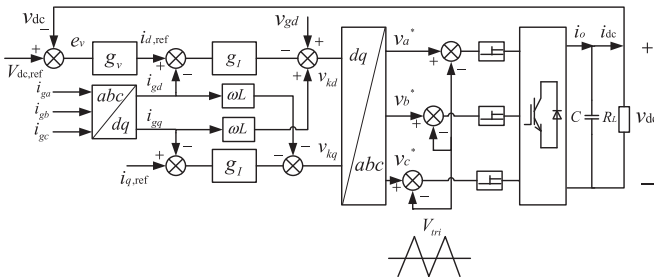 v_dc
e_v
i_d,ref
v_gd
V_dc,ref
g_v
g_I
v_kd
i_ga
i_gb
i_gc
abc
dq
i_gd
i_gq
ωL
ωL
i_q,ref
g_I
v_kq
dq
abc
v_a*
v_b*
v_c*
V_tri
i_o
i_dc
C
R_L
v_dc